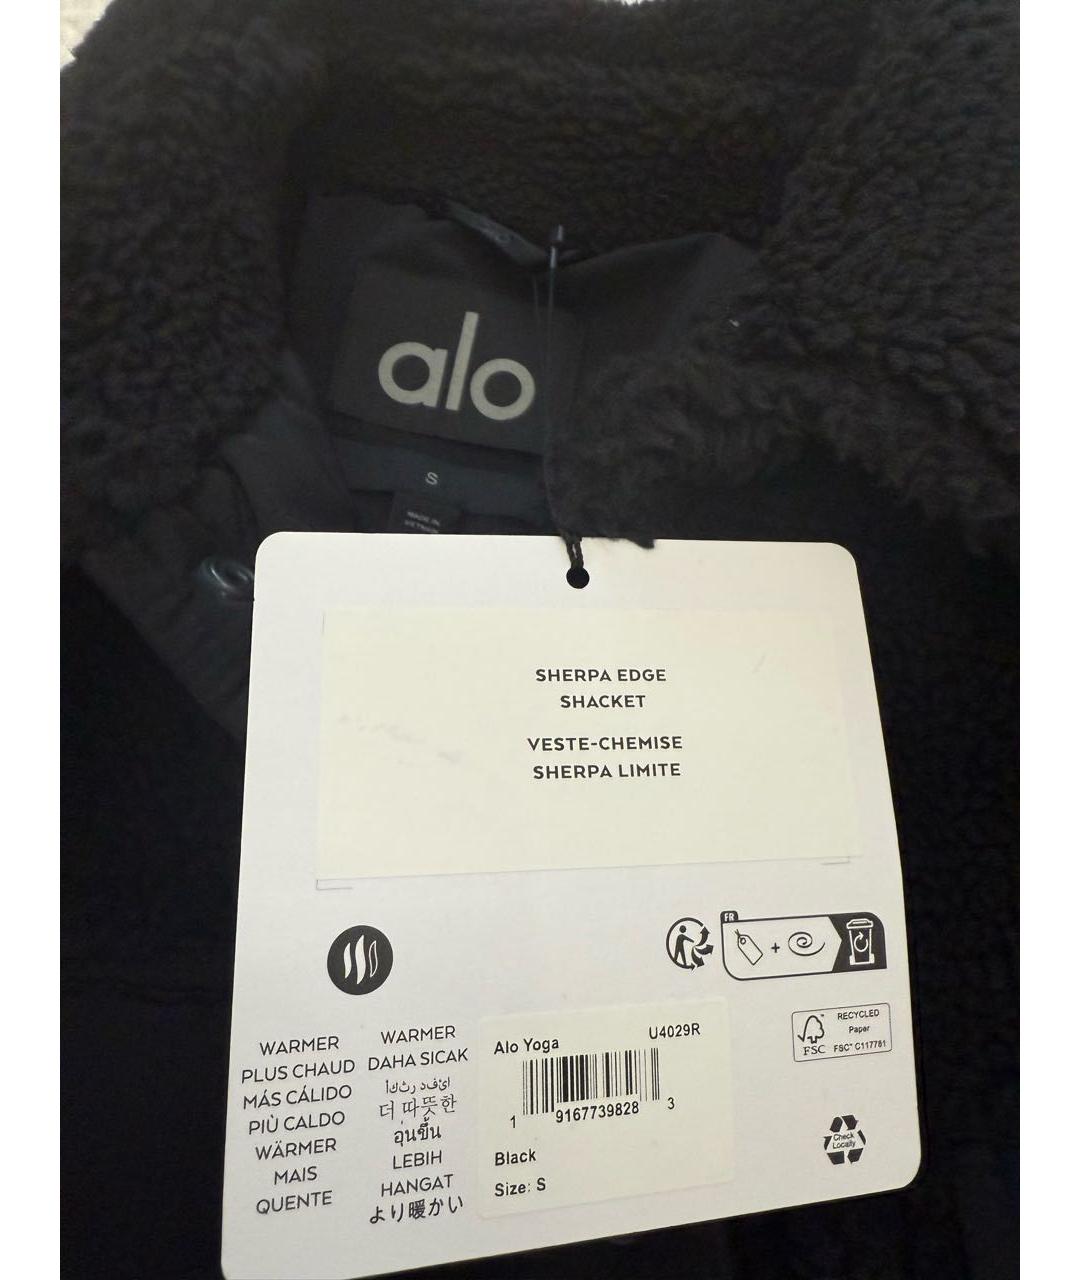 alo
S
MADE IN
VIETNAM
SHERPA EDGE
SHACKET
VESTE-CHEMISE
SHERPA LIMITE
FR
WARMER
PLUS CHAUD
MÁS CÁLIDO
PIÙ CALDO
WÄRMER
MAIS
QUENTE
WARMER
DAHA SICAK
더 따뜻한
อุ่นขึ้น
LEBIH
HANGAT
より暖かい
Alo Yoga U4029R
1 9167739828 3
Black
Size: S
RECYCLED
Paper
FSC
FSC™ C117781
Check
Locally